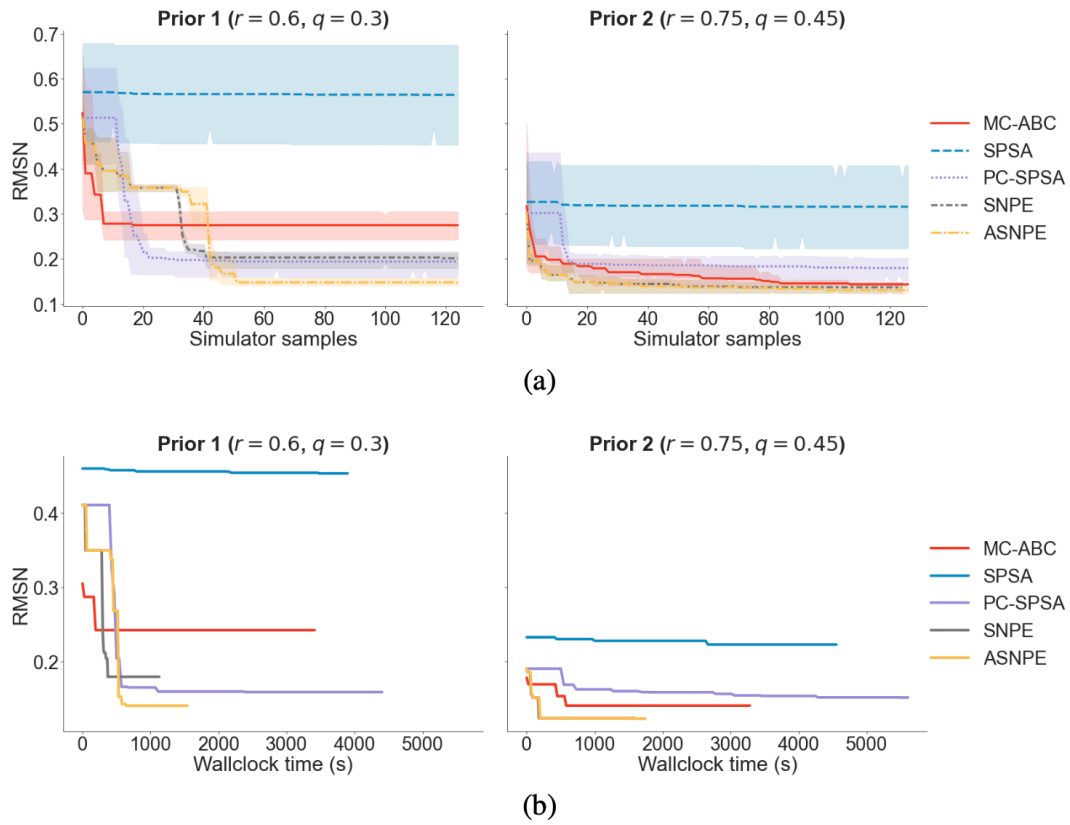 Prior 1 (r = 0.6, q = 0.3)
Prior 2 (r = 0.75, q = 0.45)
RMSN
0.7
0.6
0.5
0.4
0.3
0.2
0.1
0 20 40 60 80 100 120
0 20 40 60 80 100 120
Simulator samples
Simulator samples
MC-ABC
SPSA
PC-SPSA
SNPE
ASNPE
(a)
Prior 1 (r = 0.6, q = 0.3)
Prior 2 (r = 0.75, q = 0.45)
RMSN
0.4
0.3
0.2
0 1000 2000 3000 4000 5000
0 1000 2000 3000 4000 5000
Wallclock time (s)
Wallclock time (s)
MC-ABC
SPSA
PC-SPSA
SNPE
ASNPE
(b)